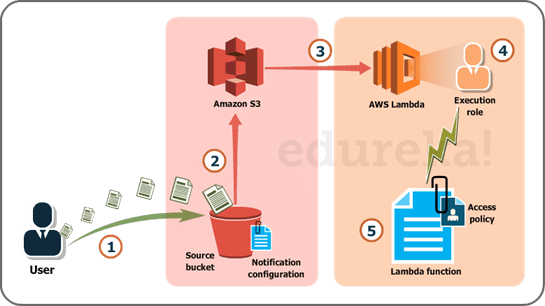 3
4
Amazon S3
AWS Lambda
Execution
role
2
edureka!
1
5
Access
policy
User
Source
bucket
Notification
configuration
Lambda function